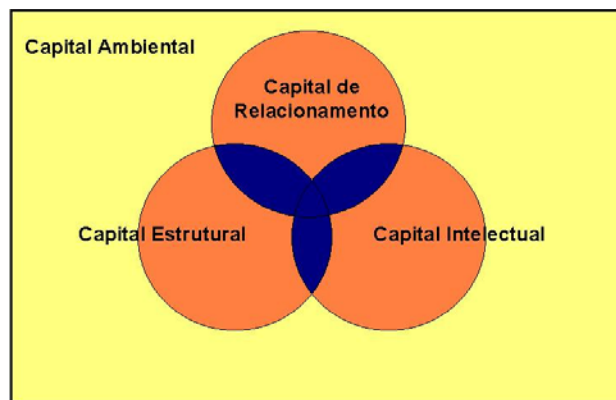 Capital Ambiental
Capital de
Relacionamento
Capital Estrutural
Capital Intelectual